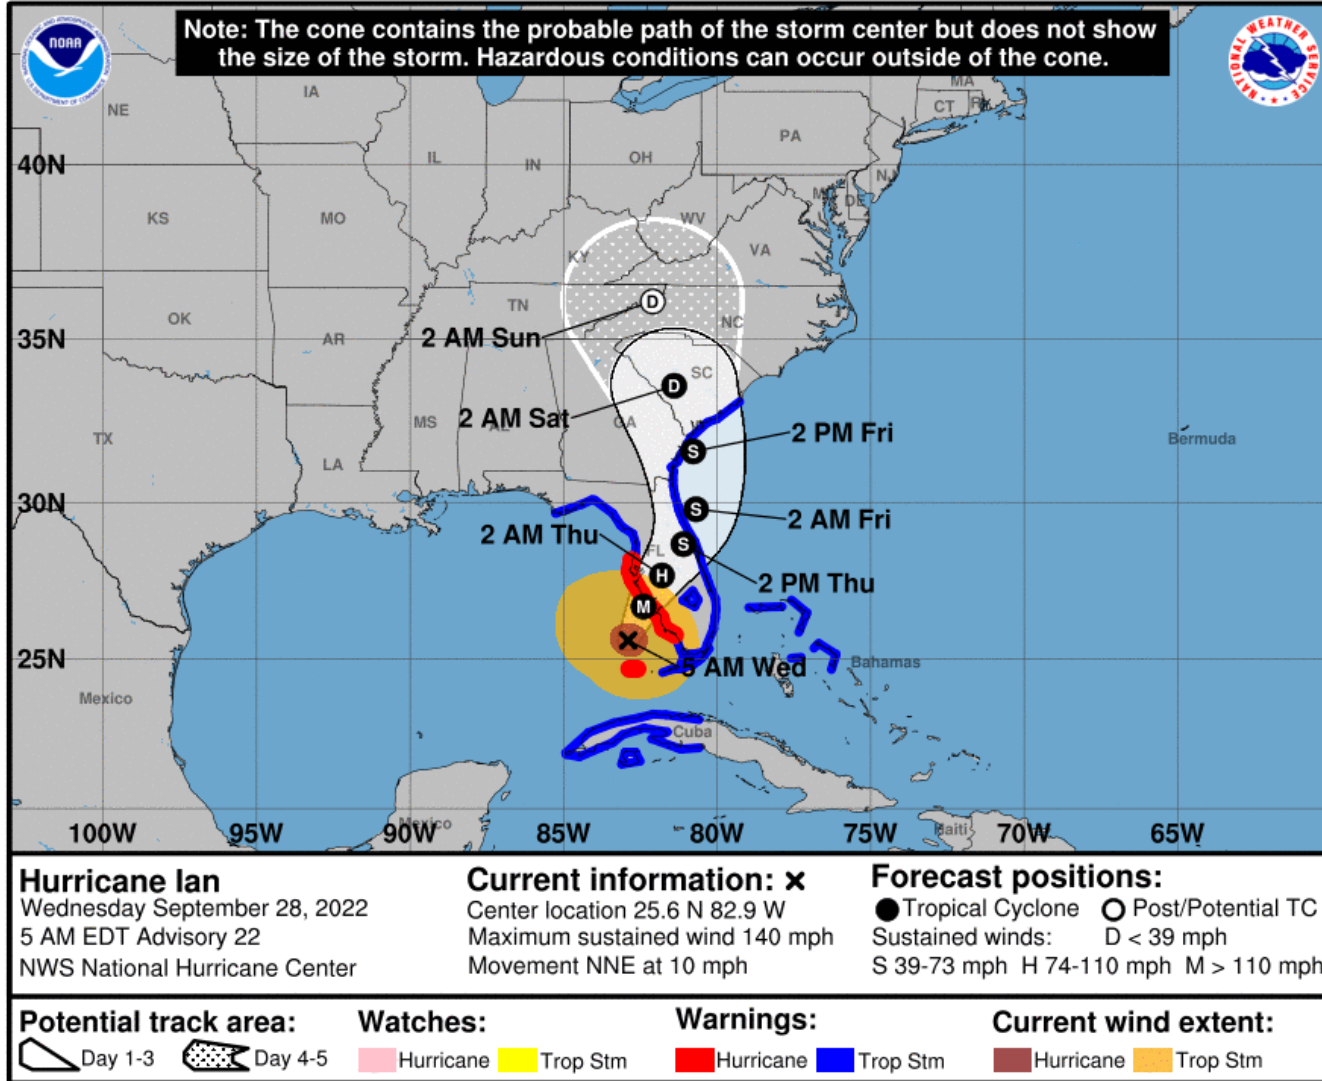 Note: The cone contains the probable path of the storm center but does not show
the size of the storm. Hazardous conditions can occur outside of the cone.
NOAA
NATIONAL WEATHER SERVICE
MA
IA
NE
CT
PA
40N
IL
IN
OH
NJ
DE
KS
MO
WV
KY
VA
D
TN
OK
NC
35N
AR
2 AM Sun
SC
D
2 AM Sat
GA
MS
AL
2 PM Fri
TX
S
Bermuda
LA
30N
S
2 AM Fri
2 AM Thu
FL
S
H
2 PM Thu
M
25N
5 AM Wed
Bahamas
Mexico
Cuba
Mexico
Haiti
100W 95W 90W 85W 80W 75W 70W 65W
Hurricane Ian
Wednesday September 28, 2022
5 AM EDT Advisory 22
NWS National Hurricane Center
Current information: ×
Center location 25.6 N 82.9 W
Maximum sustained wind 140 mph
Movement NNE at 10 mph
Forecast positions:
Tropical Cyclone Post/Potential TC
Sustained winds: D < 39 mph
S 39-73 mph H 74-110 mph M > 110 mph
Potential track area:
Day 1-3 Day 4-5
Watches:
Hurricane Trop Stm
Warnings:
Hurricane Trop Stm
Current wind extent:
Hurricane Trop Stm